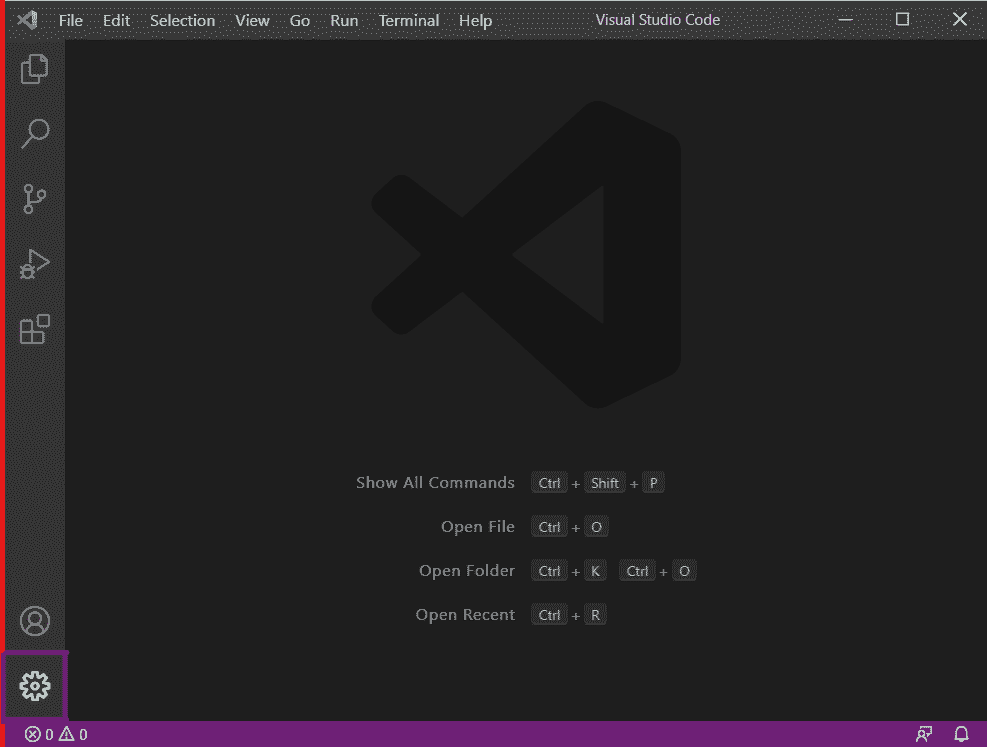 File Edit Selection View Go Run Terminal Help Visual Studio Code
Show All Commands Ctrl + Shift + P
Open File Ctrl + O
Open Folder Ctrl + K Ctrl + O
Open Recent Ctrl + R
0 0